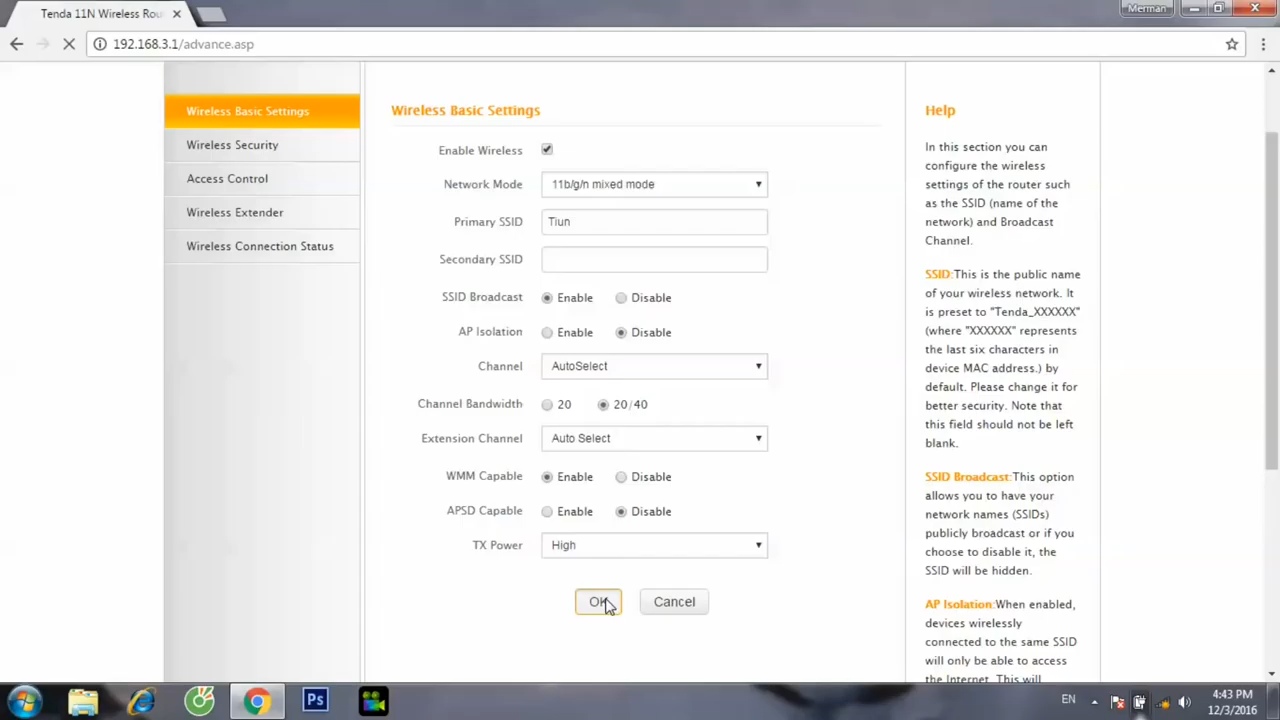 Tenda 11N Wireless Rou
Merman
192.168.3.1/advance.asp
Wireless Basic Settings
Wireless Security
Access Control
Wireless Extender
Wireless Connection Status
Wireless Basic Settings
Enable Wireless
Network Mode 11b/g/n mixed mode
Primary SSID Tiun
Secondary SSID
SSID Broadcast Enable Disable
AP Isolation Enable Disable
Channel AutoSelect
Channel Bandwidth 20 20/40
Extension Channel Auto Select
WMM Capable Enable Disable
APSD Capable Enable Disable
TX Power High
OK Cancel
Help
In this section you can
configure the wireless
settings of the router such
as the SSID (name of the
network) and Broadcast
Channel.
SSID:This is the public name
of your wireless network. It
is preset to "Tenda_XXXXXX"
(where "XXXXXX" represents
the last six characters in
device MAC address.) by
default. Please change it for
better security. Note that
this field should not be left
blank.
SSID Broadcast:This option
allows you to have your
network names (SSIDs)
publicly broadcast or if you
choose to disable it, the
SSID will be hidden.
AP Isolation:When enabled,
devices wirelessly
connected to the same SSID
will only be able to access
the Internet. This will
Ps
EN
4:43 PM
12/3/2016